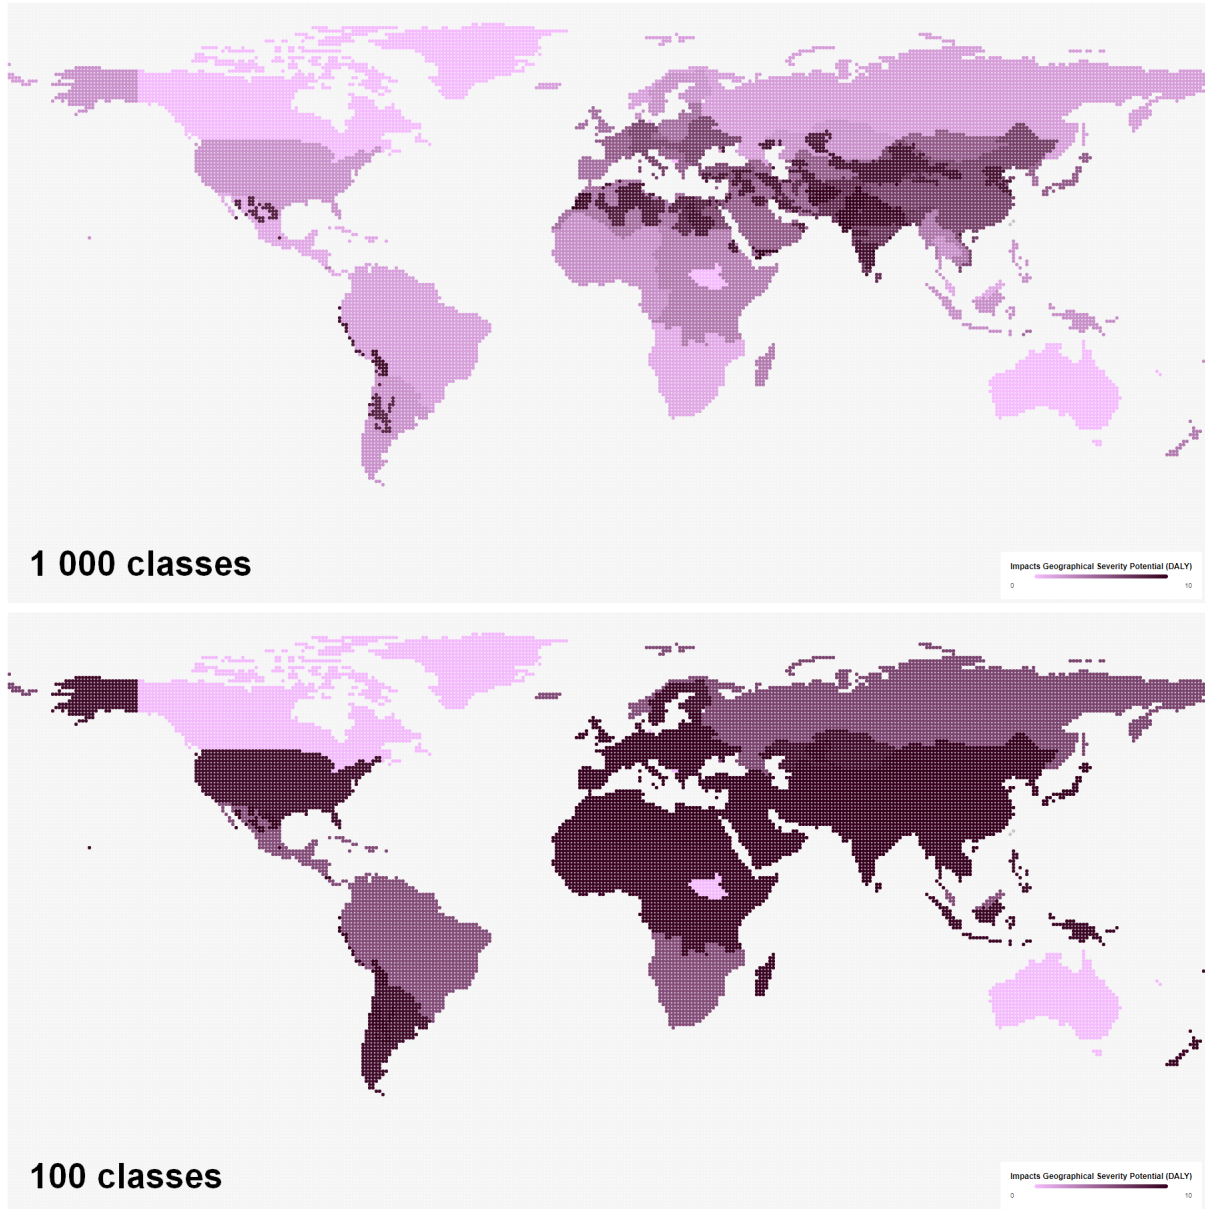 1 000 classes
Impacts Geographical Severity Potential (DALY)
0 10
100 classes
Impacts Geographical Severity Potential (DALY)
0 10